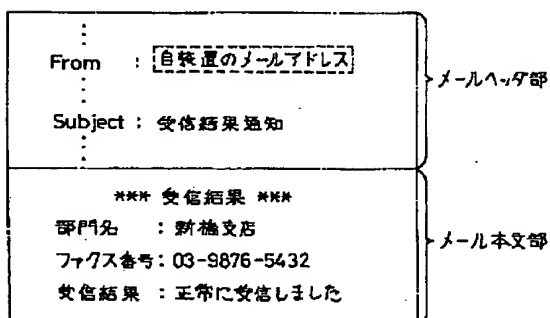 From : 自装置のメールアドレス
メールヘッダ部
Subject : 受信結果通知
*** 受信結果 ***
部門名 : 新橋支店
メール本文部
ファクス番号 : 03-9876-5432
受信結果 : 正常に受信しました